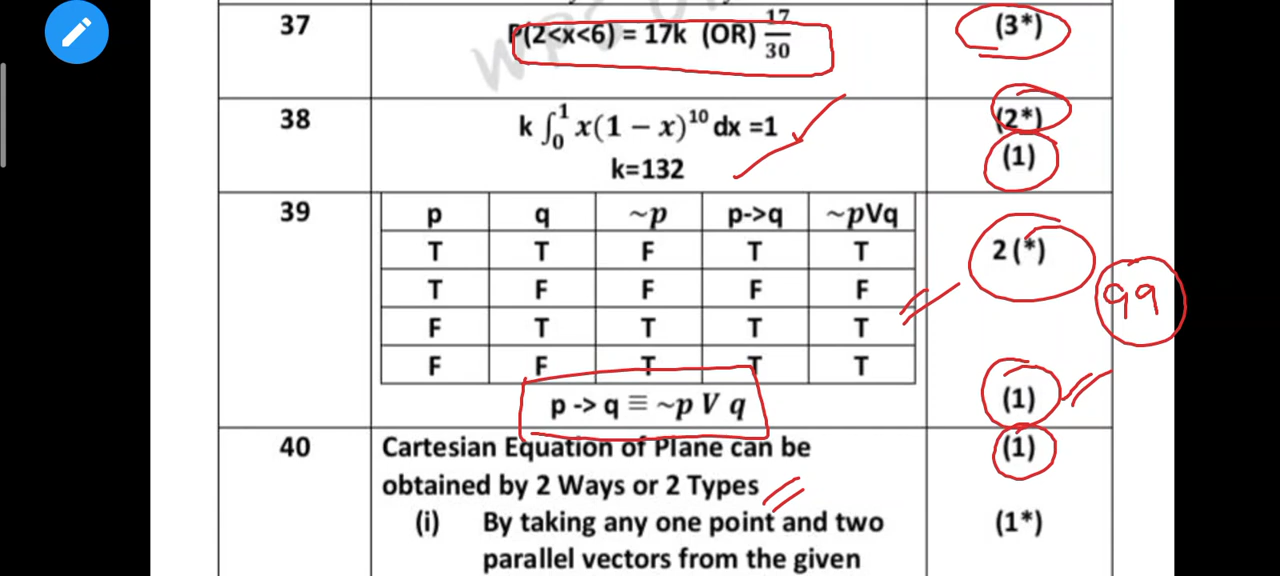 37
P(2<x<6) = 17k (OR) 17/30
(3*)
38
k ∫₀¹ x(1 − x)¹⁰ dx =1
(2*)
k=132
(1)
39
p q ~p p->q ~pVq
T T F T T
2 (*)
T F F F F
99
F T T T T
F F T T T
p -> q ≡ ~p V q
(1)
40
Cartesian Equation of Plane can be
(1)
obtained by 2 Ways or 2 Types
(i) By taking any one point and two
(1*)
parallel vectors from the given